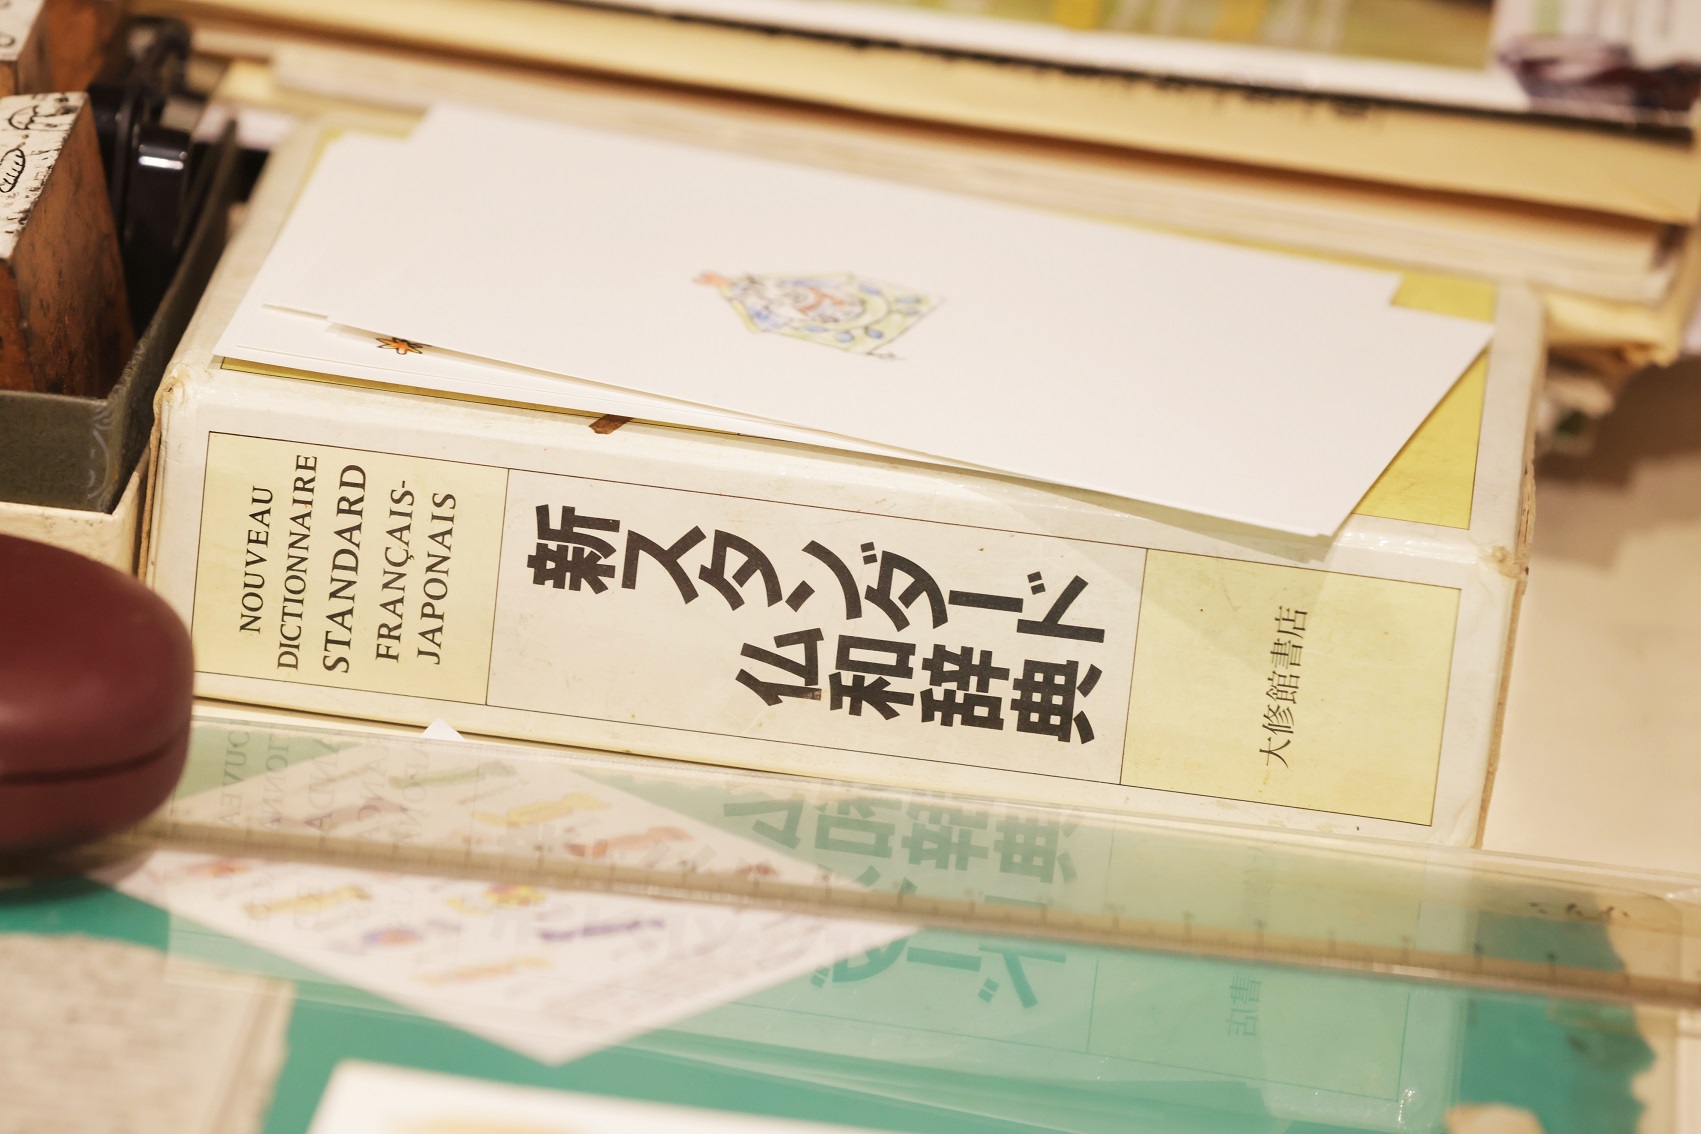 NOUVEAU
DICTIONNAIRE
STANDARD
FRANÇAIS-
JAPONAIS
新スタンダード
仏和辞典
大修館書店